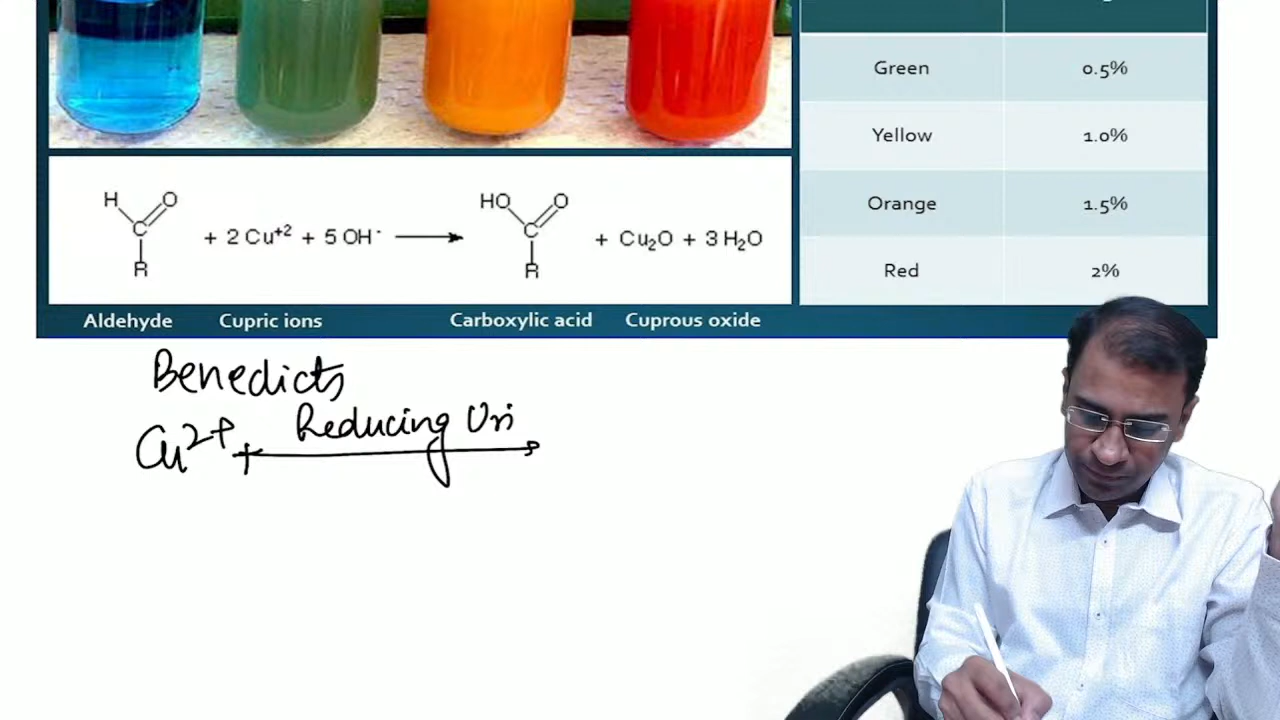 Green 0.5%
Yellow 1.0%
Orange 1.5%
Red 2%
H O
C
R
+ 2 Cu+2 + 5 OH-
HO O
C
R
+ Cu2O + 3 H2O
Aldehyde Cupric ions Carboxylic acid Cuprous oxide
Benedicts
Cu2+ + Reducing Uri